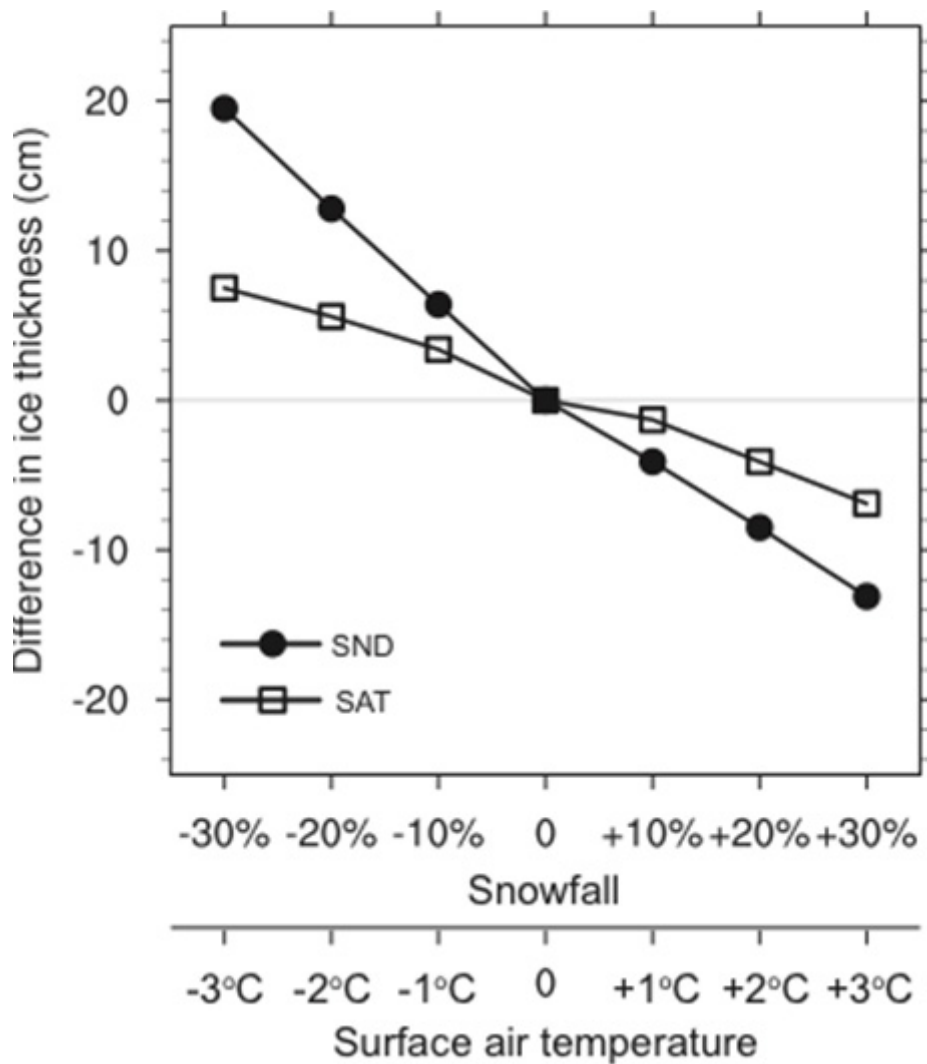 Difference in ice thickness (cm)
20
10
0
-10
-20
SND
SAT
-30% -20% -10% 0 +10% +20% +30%
Snowfall
-3°C -2°C -1°C 0 +1°C +2°C +3°C
Surface air temperature